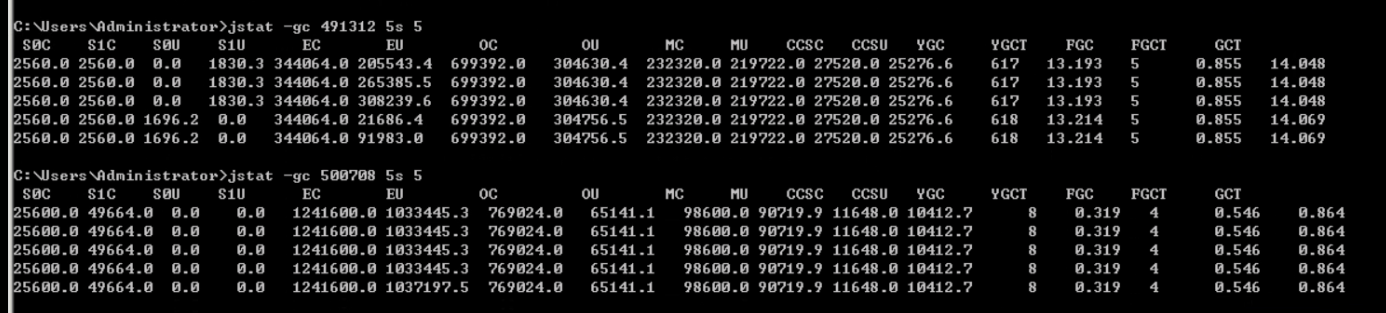 C:\Users\Administrator>jstat -gc 491312 5s 5
S0C S1C S0U S1U EC EU OC OU MC MU CCSC CCSU YGC YGCT FGC FGCT GCT
2560.0 2560.0 0.0 1830.3 344064.0 205543.4 699392.0 304630.4 232320.0 219722.0 27520.0 25276.6 617 13.193 5 0.855 14.048
2560.0 2560.0 0.0 1830.3 344064.0 265385.5 699392.0 304630.4 232320.0 219722.0 27520.0 25276.6 617 13.193 5 0.855 14.048
2560.0 2560.0 0.0 1830.3 344064.0 308239.6 699392.0 304630.4 232320.0 219722.0 27520.0 25276.6 617 13.193 5 0.855 14.048
2560.0 2560.0 1696.2 0.0 344064.0 21686.4 699392.0 304756.5 232320.0 219722.0 27520.0 25276.6 618 13.214 5 0.855 14.069
2560.0 2560.0 1696.2 0.0 344064.0 91983.0 699392.0 304756.5 232320.0 219722.0 27520.0 25276.6 618 13.214 5 0.855 14.069
C:\Users\Administrator>jstat -gc 500708 5s 5
S0C S1C S0U S1U EC EU OC OU MC MU CCSC CCSU YGC YGCT FGC FGCT GCT
25600.0 49664.0 0.0 0.0 1241600.0 1033445.3 769024.0 65141.1 98600.0 90719.9 11648.0 10412.7 8 0.319 4 0.546 0.864
25600.0 49664.0 0.0 0.0 1241600.0 1033445.3 769024.0 65141.1 98600.0 90719.9 11648.0 10412.7 8 0.319 4 0.546 0.864
25600.0 49664.0 0.0 0.0 1241600.0 1033445.3 769024.0 65141.1 98600.0 90719.9 11648.0 10412.7 8 0.319 4 0.546 0.864
25600.0 49664.0 0.0 0.0 1241600.0 1033445.3 769024.0 65141.1 98600.0 90719.9 11648.0 10412.7 8 0.319 4 0.546 0.864
25600.0 49664.0 0.0 0.0 1241600.0 1037197.5 769024.0 65141.1 98600.0 90719.9 11648.0 10412.7 8 0.319 4 0.546 0.864